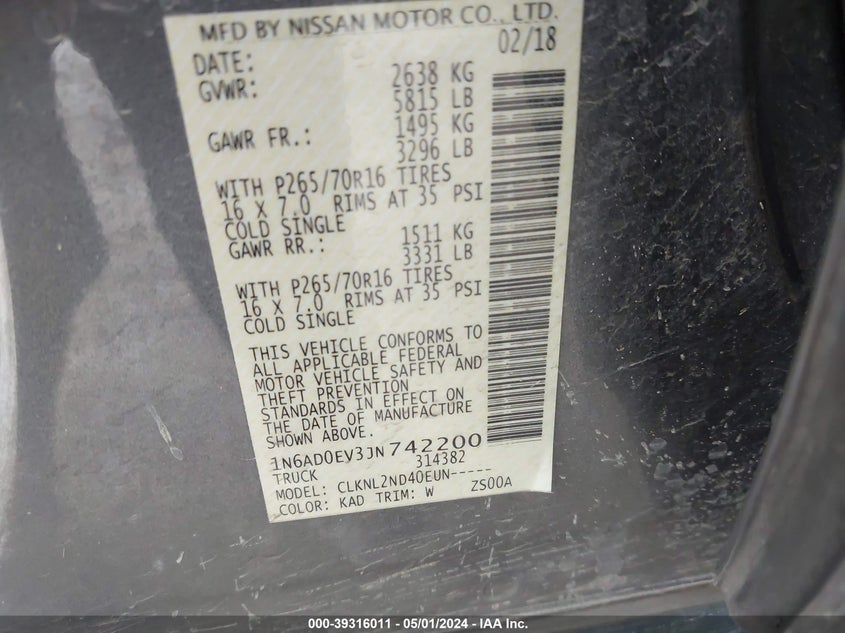 MFD BY NISSAN MOTOR CO., LTD.
DATE: 02/18
GVWR: 2638 KG
5815 LB
GAWR FR.: 1495 KG
3296 LB
WITH P265/70R16 TIRES
16 X 7.0 RIMS AT 35 PSI
COLD SINGLE
GAWR RR.: 1511 KG
3331 LB
WITH P265/70R16 TIRES
16 X 7.0 RIMS AT 35 PSI
COLD SINGLE
THIS VEHICLE CONFORMS TO
ALL APPLICABLE FEDERAL
MOTOR VEHICLE SAFETY AND
THEFT PREVENTION
STANDARDS IN EFFECT ON
THE DATE OF MANUFACTURE
SHOWN ABOVE.
1N6AD0EV3JN742200
TRUCK 314382
MODEL: CLKNL2ND40EUN-----
COLOR: KAD TRIM: W ZS00A
000-39316011 - 05/01/2024 - IAA Inc.